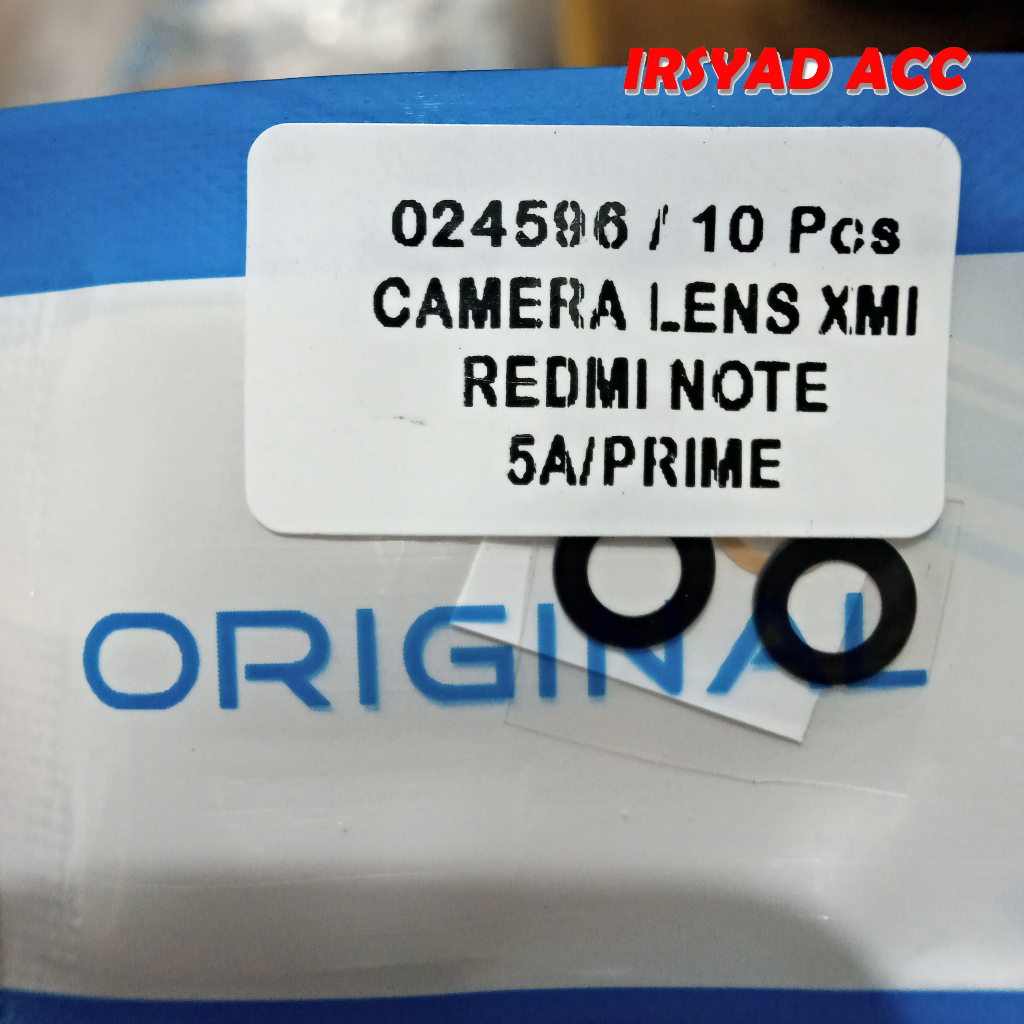 IRSYAD ACC
024596 / 10 Pcs
CAMERA LENS XMI
REDMI NOTE
5A/PRIME
ORIGINAL